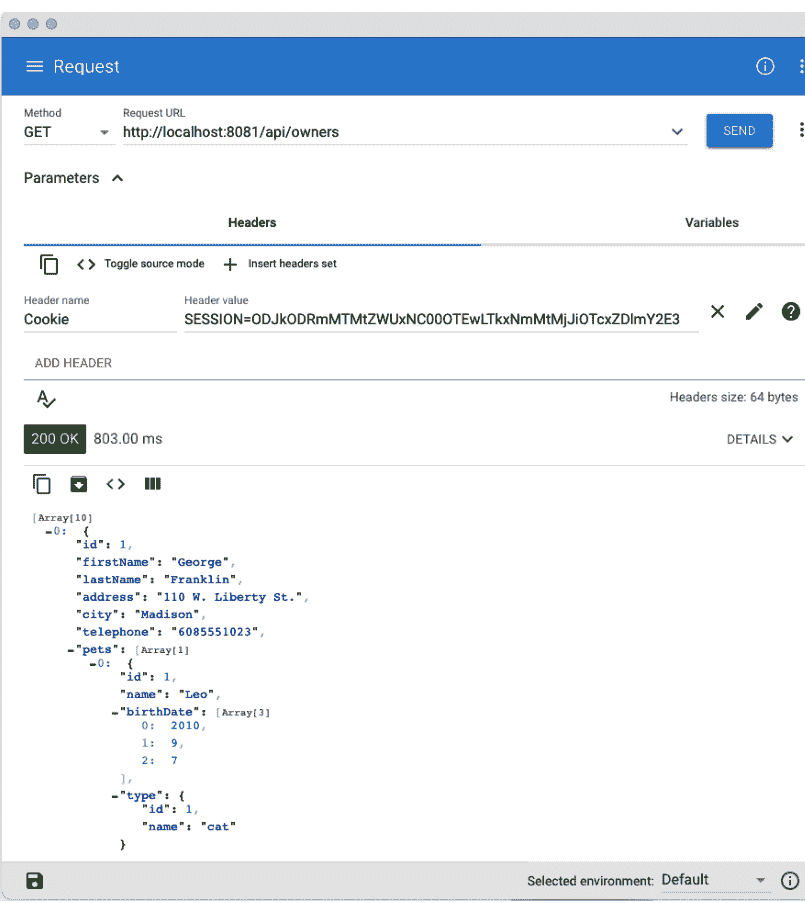 Request
Method
Request URL
GET
http://localhost:8081/api/owners
SEND
Parameters
Headers
Variables
Toggle source mode
Insert headers set
Header name
Header value
Cookie
SESSION=ODJkODRmMTMtZWUxNC00OTEwLTkxNmMtMjJiOTcxZDlmY2E3
ADD HEADER
Headers size: 64 bytes
200 OK
803.00 ms
DETAILS
[Array[10]
–0: {
"id": 1,
"firstName": "George",
"lastName": "Franklin",
"address": "110 W. Liberty St.",
"city": "Madison",
"telephone": "6085551023",
–"pets": [Array[1]
–0: {
"id": 1,
"name": "Leo",
–"birthDate": [Array[3]
0: 2010,
1: 9,
2: 7
],
–"type": {
"id": 1,
"name": "cat"
}
Selected environment: Default